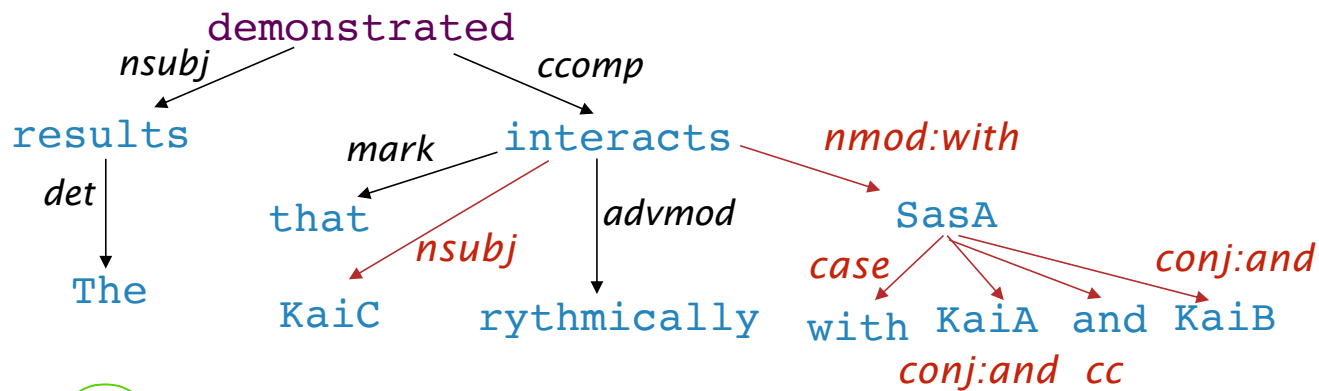 demonstrated
nsubj
ccomp
results
interacts
nmod:with
mark
det
that
advmod
SasA
nsubj
case
conj:and
The
KaiC
rythmically
with KaiA and KaiB
conj:and cc